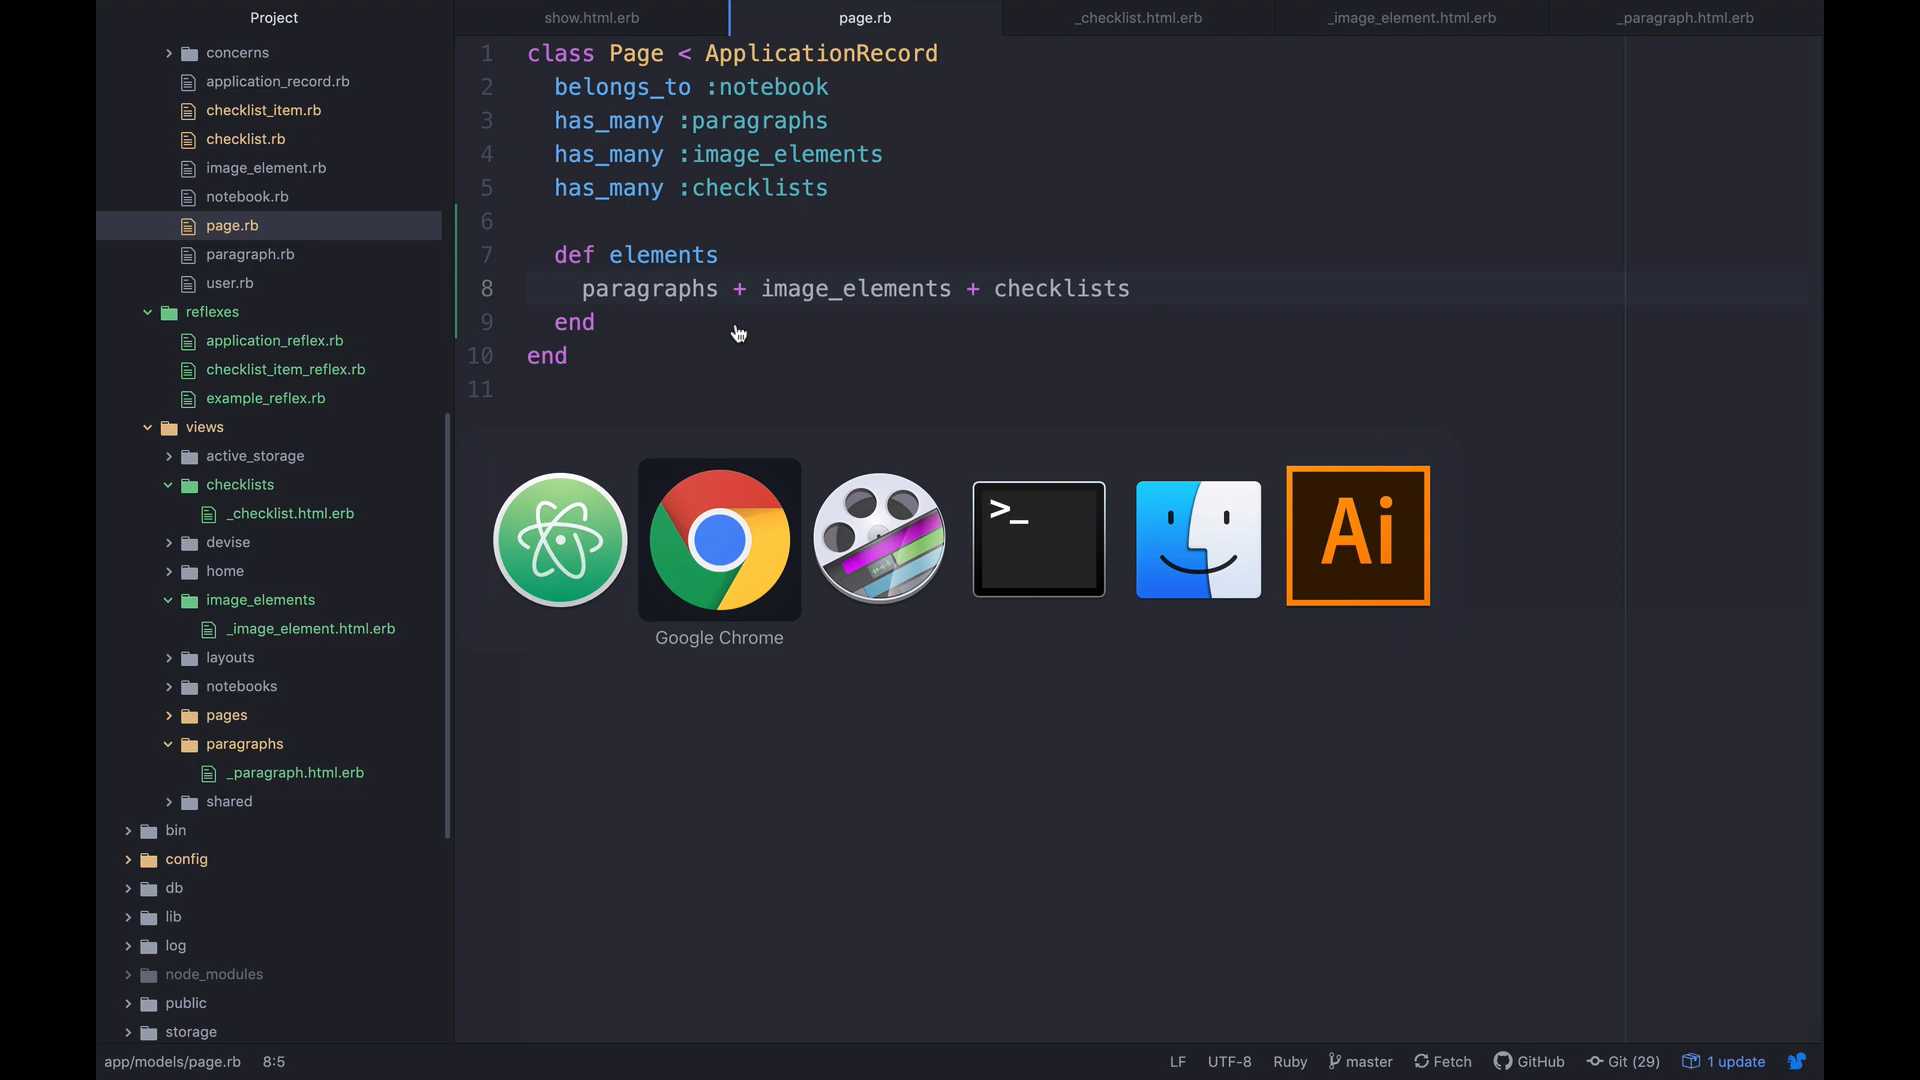 Project
concerns
application_record.rb
checklist_item.rb
checklist.rb
image_element.rb
notebook.rb
page.rb
paragraph.rb
user.rb
reflexes
application_reflex.rb
checklist_item_reflex.rb
example_reflex.rb
views
active_storage
checklists
_checklist.html.erb
devise
home
image_elements
_image_element.html.erb
layouts
notebooks
pages
paragraphs
_paragraph.html.erb
shared
bin
config
db
lib
log
node_modules
public
storage
show.html.erb
page.rb
_checklist.html.erb
_image_element.html.erb
_paragraph.html.erb
1 class Page < ApplicationRecord
2 belongs_to :notebook
3 has_many :paragraphs
4 has_many :image_elements
5 has_many :checklists
6
7 def elements
8 paragraphs + image_elements + checklists
9 end
10 end
11
>_
Ai
Google Chrome
app/models/page.rb 8:5
LF UTF-8 Ruby master Fetch GitHub Git (29) 1 update